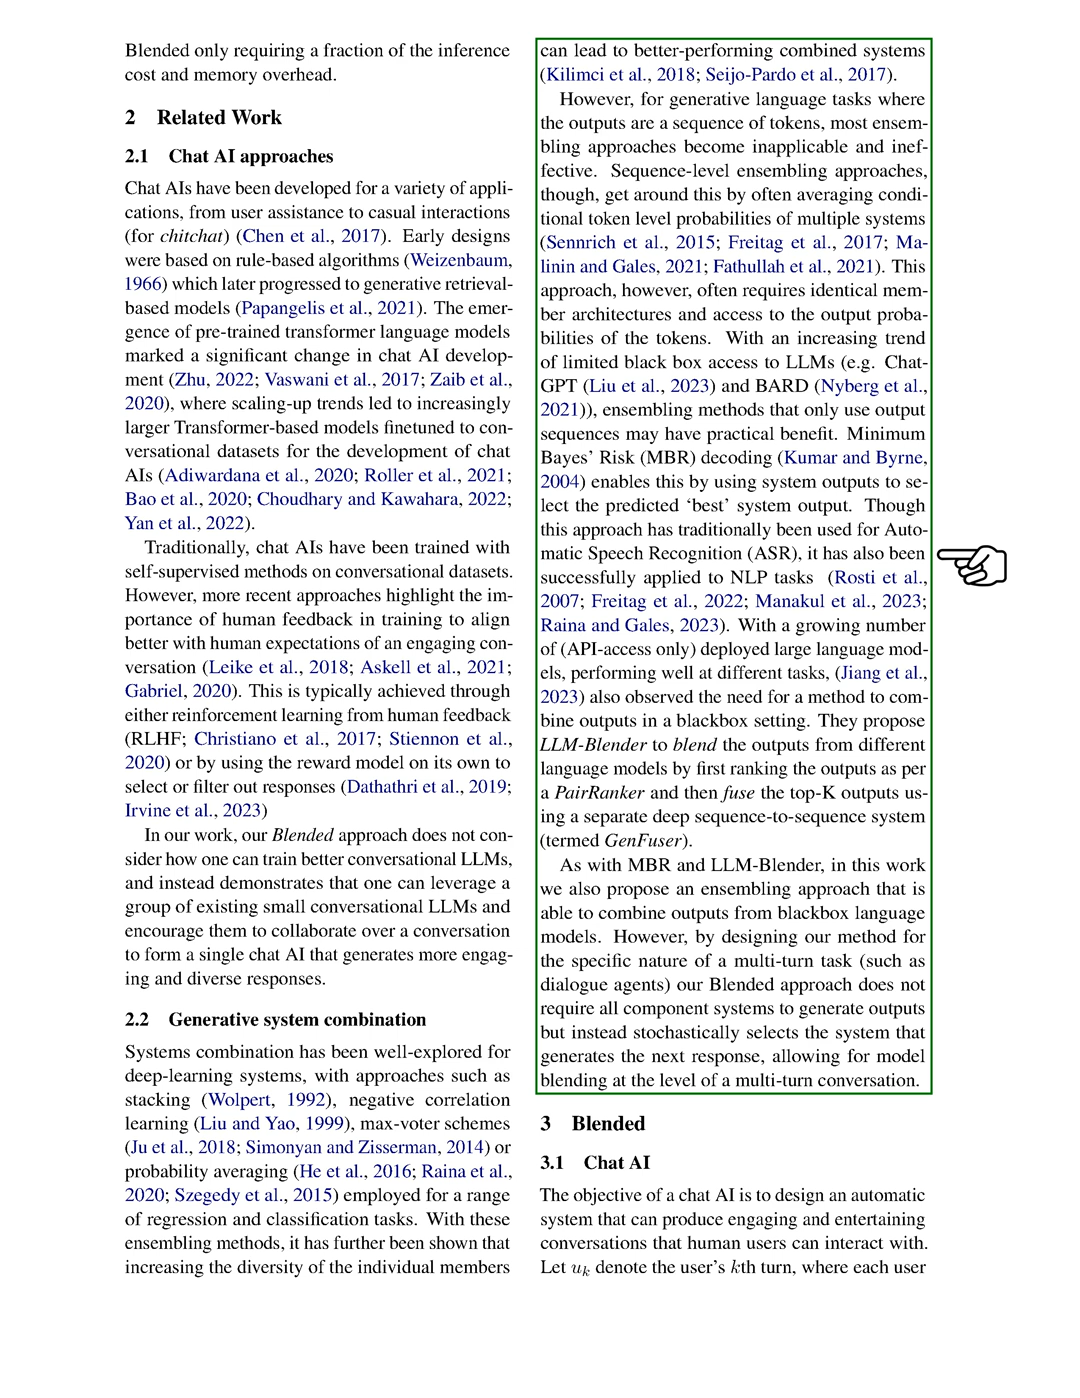 Blended only requiring a fraction of the inference
cost and memory overhead.
2 Related Work
2.1 Chat AI approaches
Chat AIs have been developed for a variety of appli-
cations, from user assistance to casual interactions
(for chitchat) (Chen et al., 2017). Early designs
were based on rule-based algorithms (Weizenbaum,
1966) which later progressed to generative retrieval-
based models (Papangelis et al., 2021). The emer-
gence of pre-trained transformer language models
marked a significant change in chat AI develop-
ment (Zhu, 2022; Vaswani et al., 2017; Zaib et al.,
2020), where scaling-up trends led to increasingly
larger Transformer-based models finetuned to con-
versational datasets for the development of chat
AIs (Adiwardana et al., 2020; Roller et al., 2021;
Bao et al., 2020; Choudhary and Kawahara, 2022;
Yan et al., 2022).
Traditionally, chat AIs have been trained with
self-supervised methods on conversational datasets.
However, more recent approaches highlight the im-
portance of human feedback in training to align
better with human expectations of an engaging con-
versation (Leike et al., 2018; Askell et al., 2021;
Gabriel, 2020). This is typically achieved through
either reinforcement learning from human feedback
(RLHF; Christiano et al., 2017; Stiennon et al.,
2020) or by using the reward model on its own to
select or filter out responses (Dathathri et al., 2019;
Irvine et al., 2023)
In our work, our Blended approach does not con-
sider how one can train better conversational LLMs,
and instead demonstrates that one can leverage a
group of existing small conversational LLMs and
encourage them to collaborate over a conversation
to form a single chat AI that generates more engag-
ing and diverse responses.
2.2 Generative system combination
Systems combination has been well-explored for
deep-learning systems, with approaches such as
stacking (Wolpert, 1992), negative correlation
learning (Liu and Yao, 1999), max-voter schemes
(Ju et al., 2018; Simonyan and Zisserman, 2014) or
probability averaging (He et al., 2016; Raina et al.,
2020; Szegedy et al., 2015) employed for a range
of regression and classification tasks. With these
ensembling methods, it has further been shown that
increasing the diversity of the individual members
can lead to better-performing combined systems
(Kilimci et al., 2018; Seijo-Pardo et al., 2017).
However, for generative language tasks where
the outputs are a sequence of tokens, most ensem-
bling approaches become inapplicable and inef-
fective. Sequence-level ensembling approaches,
though, get around this by often averaging condi-
tional token level probabilities of multiple systems
(Sennrich et al., 2015; Freitag et al., 2017; Ma-
linin and Gales, 2021; Fathullah et al., 2021). This
approach, however, often requires identical mem-
ber architectures and access to the output proba-
bilities of the tokens. With an increasing trend
of limited black box access to LLMs (e.g. Chat-
GPT (Liu et al., 2023) and BARD (Nyberg et al.,
2021)), ensembling methods that only use output
sequences may have practical benefit. Minimum
Bayes' Risk (MBR) decoding (Kumar and Byrne,
2004) enables this by using system outputs to se-
lect the predicted 'best' system output. Though
this approach has traditionally been used for Auto-
matic Speech Recognition (ASR), it has also been
successfully applied to NLP tasks (Rosti et al.,
2007; Freitag et al., 2022; Manakul et al., 2023;
Raina and Gales, 2023). With a growing number
of (API-access only) deployed large language mod-
els, performing well at different tasks, (Jiang et al.,
2023) also observed the need for a method to com-
bine outputs in a blackbox setting. They propose
LLM-Blender to blend the outputs from different
language models by first ranking the outputs as per
a PairRanker and then fuse the top-K outputs us-
ing a separate deep sequence-to-sequence system
(termed GenFuser).
As with MBR and LLM-Blender, in this work
we also propose an ensembling approach that is
able to combine outputs from blackbox language
models. However, by designing our method for
the specific nature of a multi-turn task (such as
dialogue agents) our Blended approach does not
require all component systems to generate outputs
but instead stochastically selects the system that
generates the next response, allowing for model
blending at the level of a multi-turn conversation.
3 Blended
3.1 Chat AI
The objective of a chat AI is to design an automatic
system that can produce engaging and entertaining
conversations that human users can interact with.
Let uk denote the user's kth turn, where each user